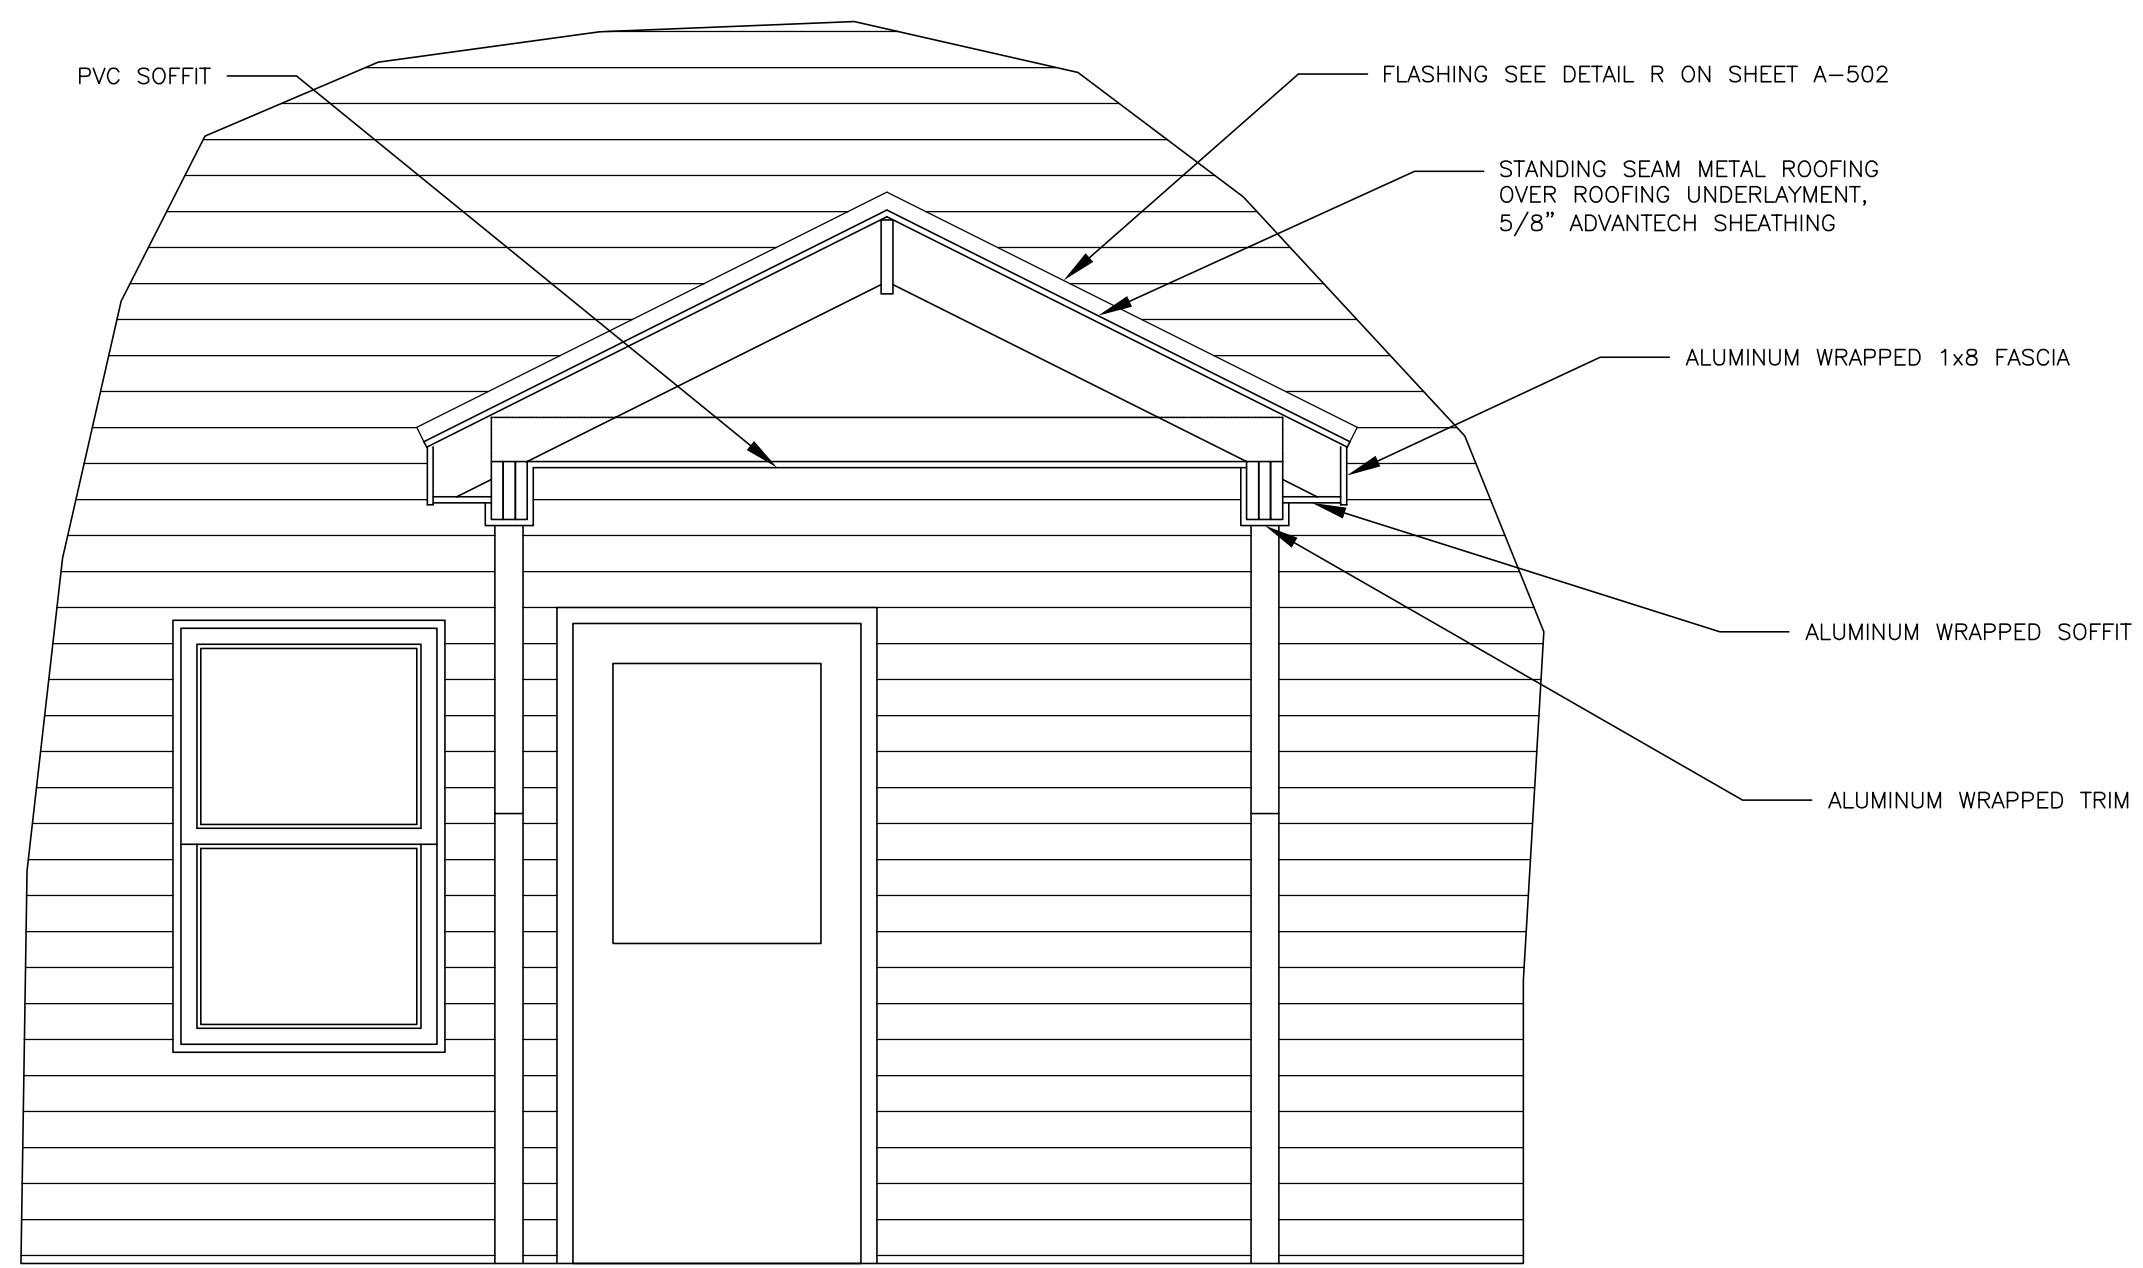 PVC SOFFIT
FLASHING SEE DETAIL R ON SHEET A-502
STANDING SEAM METAL ROOFING
OVER ROOFING UNDERLAYMENT,
5/8" ADVANTECH SHEATHING
ALUMINUM WRAPPED 1x8 FASCIA
ALUMINUM WRAPPED SOFFIT
ALUMINUM WRAPPED TRIM